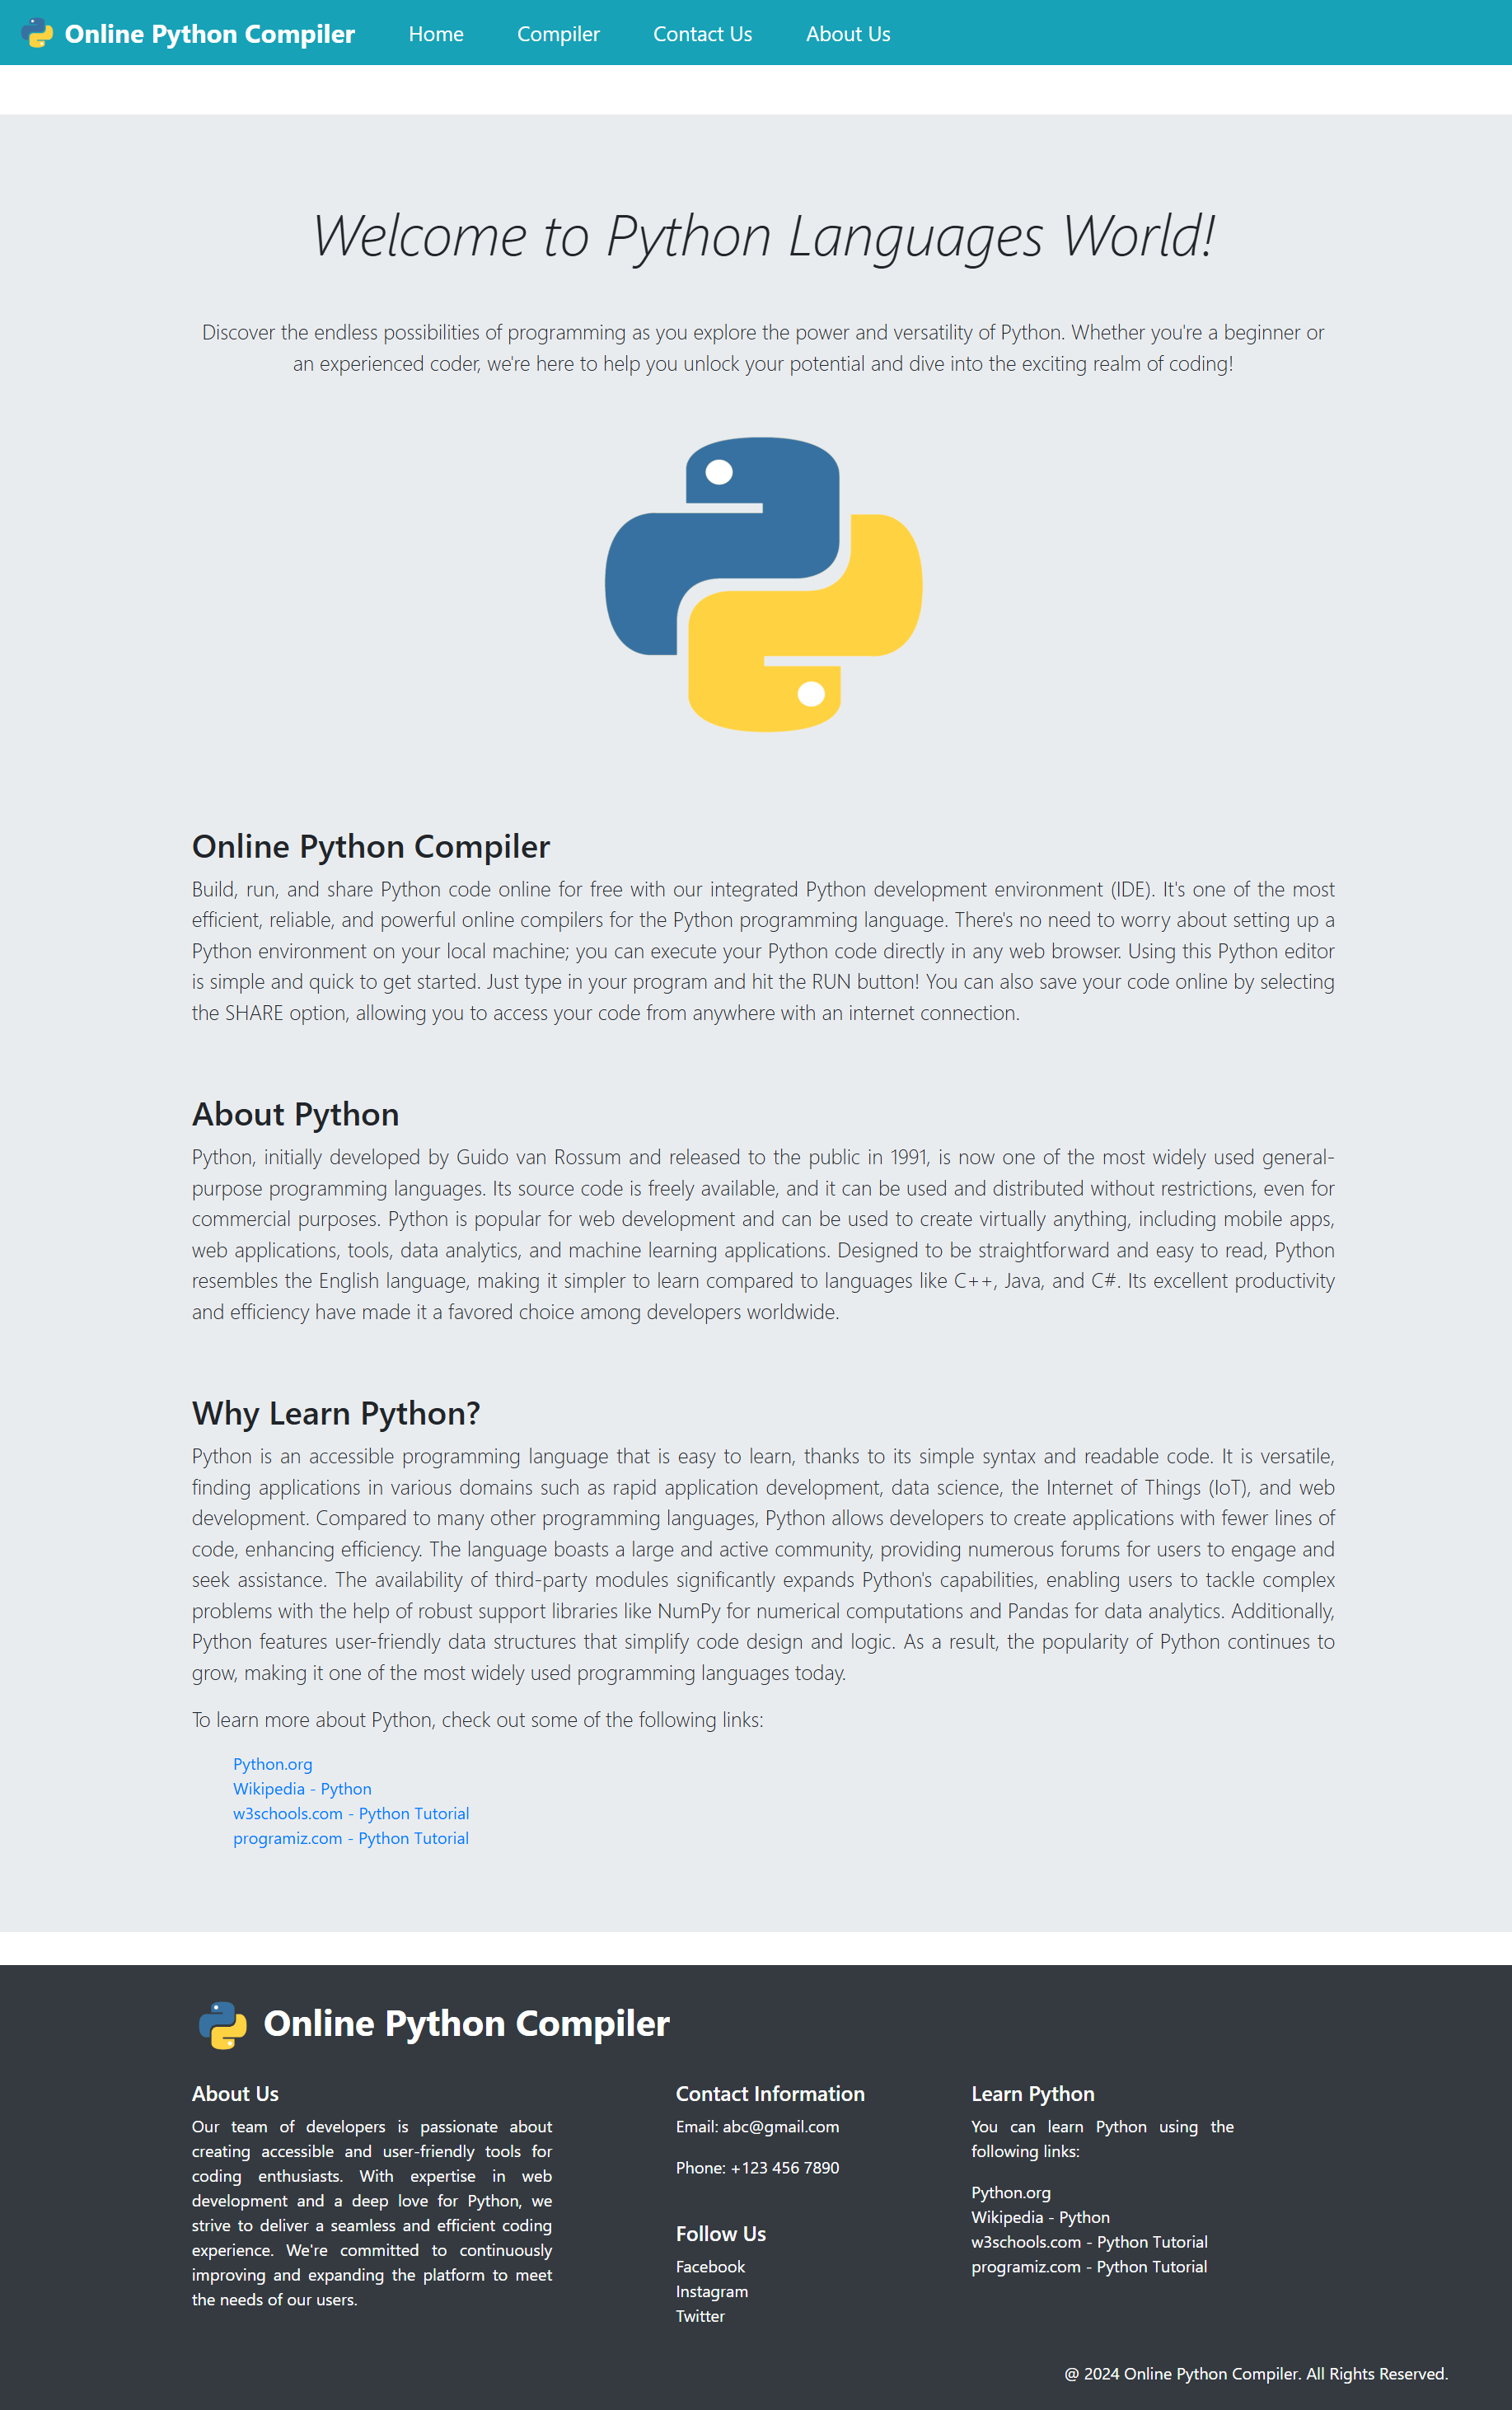 Online Python Compiler Home Compiler Contact Us About Us
Welcome to Python Languages World!
Discover the endless possibilities of programming as you explore the power and versatility of Python. Whether you're a beginner or
an experienced coder, we're here to help you unlock your potential and dive into the exciting realm of coding!
Online Python Compiler
Build, run, and share Python code online for free with our integrated Python development environment (IDE). It's one of the most
efficient, reliable, and powerful online compilers for the Python programming language. There's no need to worry about setting up a
Python environment on your local machine; you can execute your Python code directly in any web browser. Using this Python editor
is simple and quick to get started. Just type in your program and hit the RUN button! You can also save your code online by selecting
the SHARE option, allowing you to access your code from anywhere with an internet connection.
About Python
Python, initially developed by Guido van Rossum and released to the public in 1991, is now one of the most widely used general-
purpose programming languages. Its source code is freely available, and it can be used and distributed without restrictions, even for
commercial purposes. Python is popular for web development and can be used to create virtually anything, including mobile apps,
web applications, tools, data analytics, and machine learning applications. Designed to be straightforward and easy to read, Python
resembles the English language, making it simpler to learn compared to languages like C++, Java, and C#. Its excellent productivity
and efficiency have made it a favored choice among developers worldwide.
Why Learn Python?
Python is an accessible programming language that is easy to learn, thanks to its simple syntax and readable code. It is versatile,
finding applications in various domains such as rapid application development, data science, the Internet of Things (IoT), and web
development. Compared to many other programming languages, Python allows developers to create applications with fewer lines of
code, enhancing efficiency. The language boasts a large and active community, providing numerous forums for users to engage and
seek assistance. The availability of third-party modules significantly expands Python's capabilities, enabling users to tackle complex
problems with the help of robust support libraries like NumPy for numerical computations and Pandas for data analytics. Additionally,
Python features user-friendly data structures that simplify code design and logic. As a result, the popularity of Python continues to
grow, making it one of the most widely used programming languages today.
To learn more about Python, check out some of the following links:
Python.org
Wikipedia - Python
w3schools.com - Python Tutorial
programiz.com - Python Tutorial
Online Python Compiler
About Us
Our team of developers is passionate about
creating accessible and user-friendly tools for
coding enthusiasts. With expertise in web
development and a deep love for Python, we
strive to deliver a seamless and efficient coding
experience. We're committed to continuously
improving and expanding the platform to meet
the needs of our users.
Contact Information
Email: abc@gmail.com
Phone: +123 456 7890
Follow Us
Facebook
Instagram
Twitter
Learn Python
You can learn Python using the
following links:
Python.org
Wikipedia - Python
w3schools.com - Python Tutorial
programiz.com - Python Tutorial
@ 2024 Online Python Compiler. All Rights Reserved.